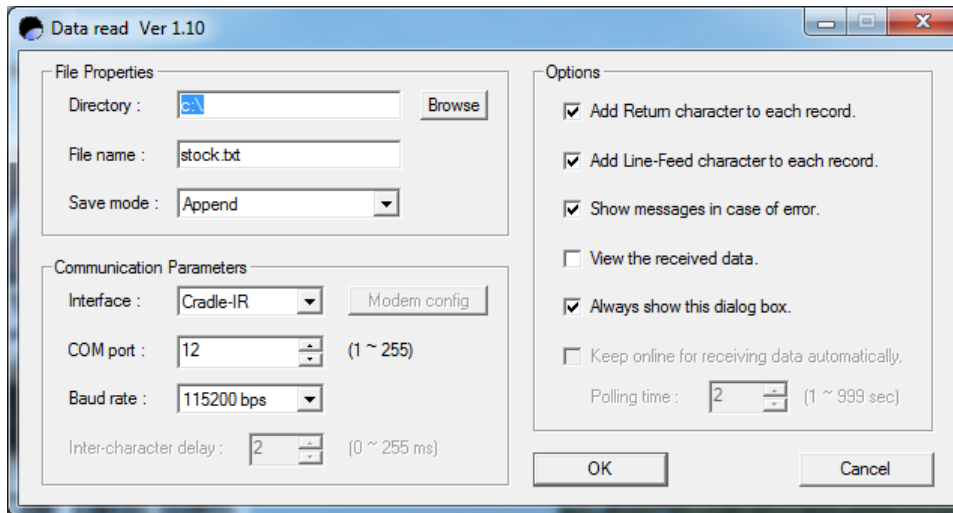 Data read Ver 1.10
File Properties
Directory :
c:\
Browse
File name :
stock.txt
Save mode :
Append
Communication Parameters
Interface :
Cradle-IR
Modem config
COM port :
12
(1 ~ 255)
Baud rate :
115200 bps
Inter-character delay :
2
(0 ~ 255 ms)
Options
Add Return character to each record.
Add Line-Feed character to each record.
Show messages in case of error.
View the received data.
Always show this dialog box.
Keep online for receiving data automatically.
Polling time :
2
(1 ~ 999 sec)
OK
Cancel